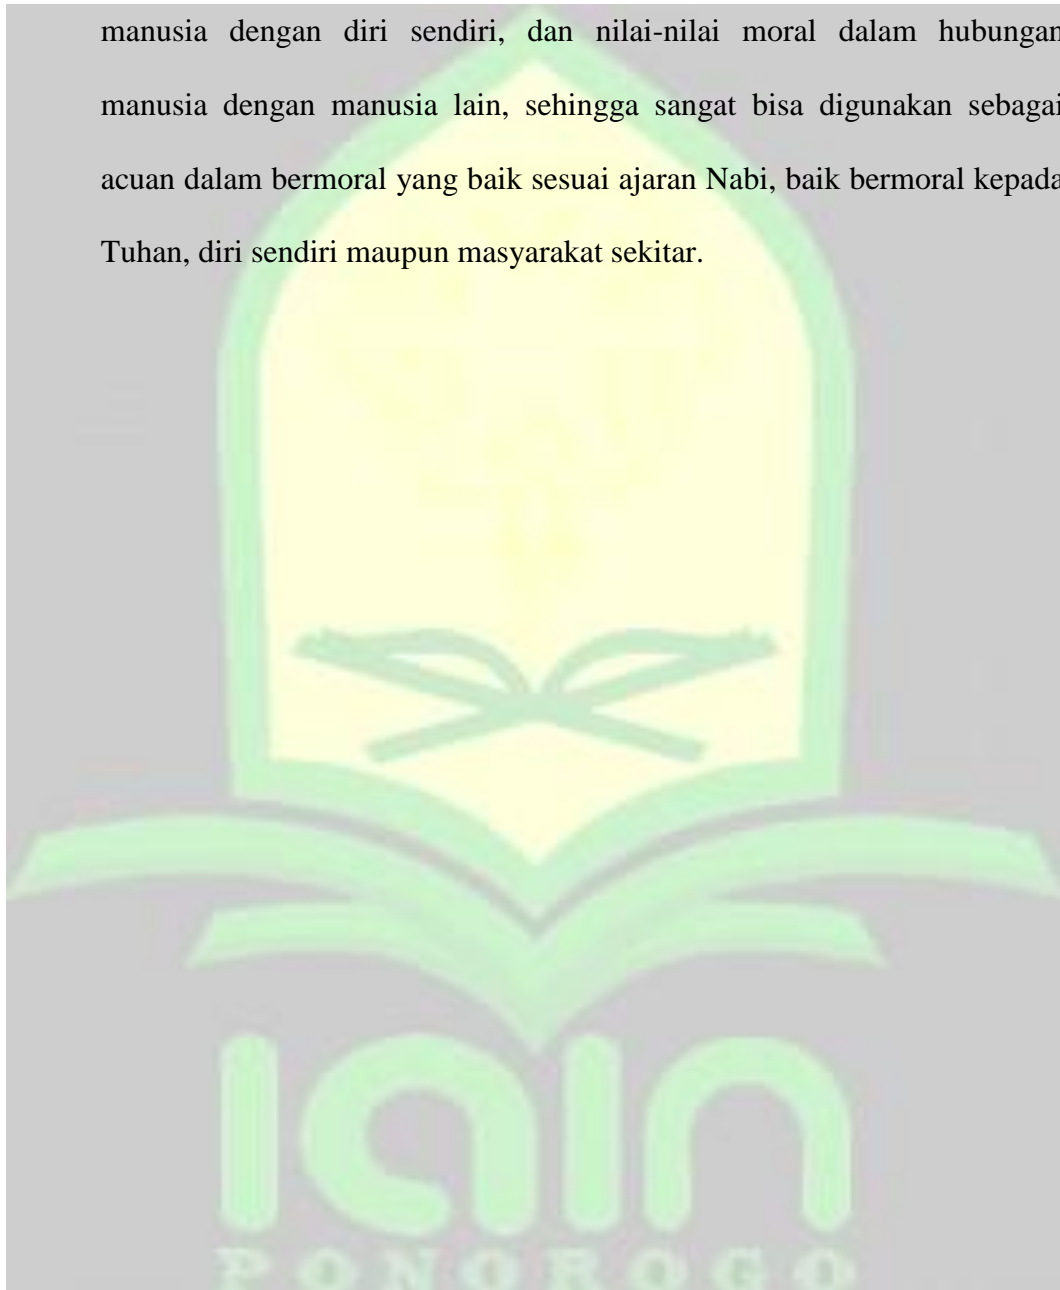 manusia dengan diri sendiri, dan nilai-nilai moral dalam hubungan
manusia dengan manusia lain, sehingga sangat bisa digunakan sebagai
acuan dalam bermoral yang baik sesuai ajaran Nabi, baik bermoral kepada
Tuhan, diri sendiri maupun masyarakat sekitar.
iain
PONOROGO